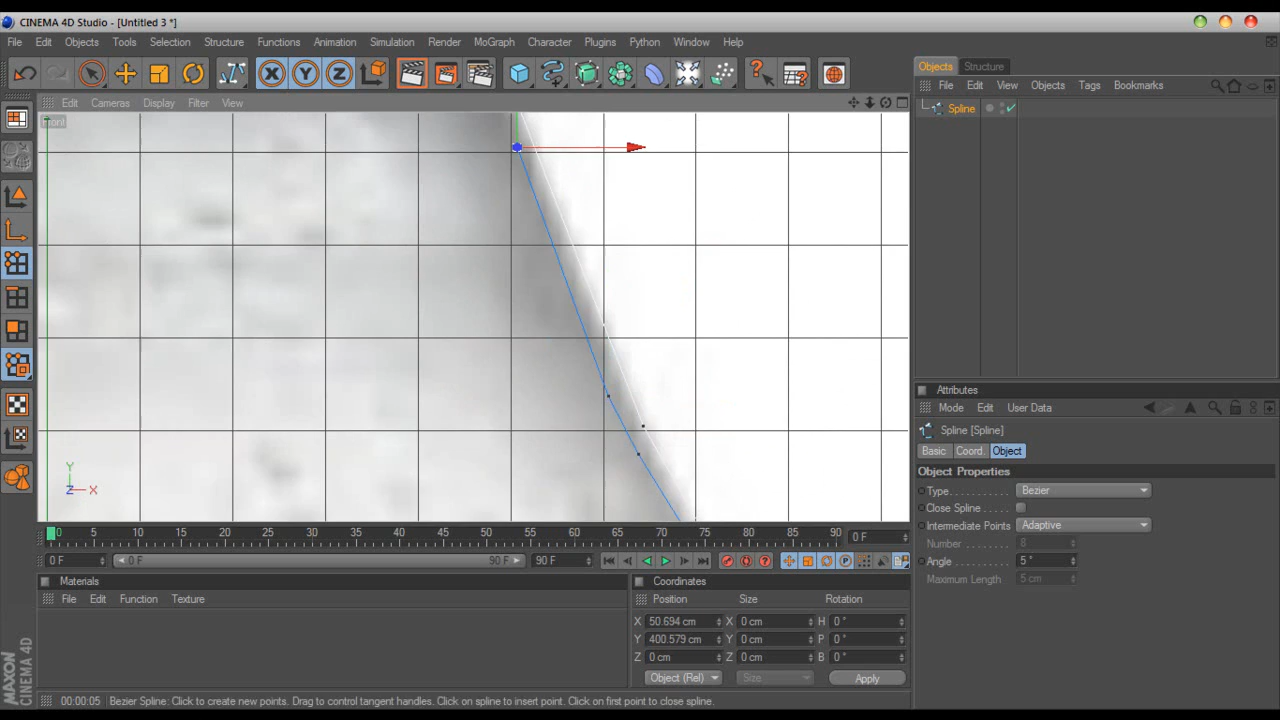 CINEMA 4D Studio - [Untitled 3 *]
File Edit Objects Tools Selection Structure Functions Animation Simulation Render MoGraph Character Plugins Python Window Help
Objects Structure
File Edit View Objects Tags Bookmarks
Spline
Edit Cameras Display Filter View
Front
Y
Z X
Attributes
Mode Edit User Data
Spline [Spline]
Basic Coord. Object
Object Properties
Type . . . . . . . . . . . Bezier
Close Spline . . . . . .
Intermediate Points Adaptive
Number . . . . . . . . 8
Angle . . . . . . . . . . 5 °
Maximum Length 5 cm
0 5 10 15 20 25 30 35 40 45 50 55 60 65 70 75 80 85 90 0 F
0 F 0 F 90 F 90 F
Materials
File Edit Function Texture
Coordinates
Position Size Rotation
X 50.694 cm X 0 cm H 0 °
Y 400.579 cm Y 0 cm P 0 °
Z 0 cm Z 0 cm B 0 °
Object (Rel) Size Apply
MAXON CINEMA 4D
00:00:05 Bezier Spline: Click to create new points. Drag to control tangent handles. Click on spline to insert point. Click on first point to close spline.